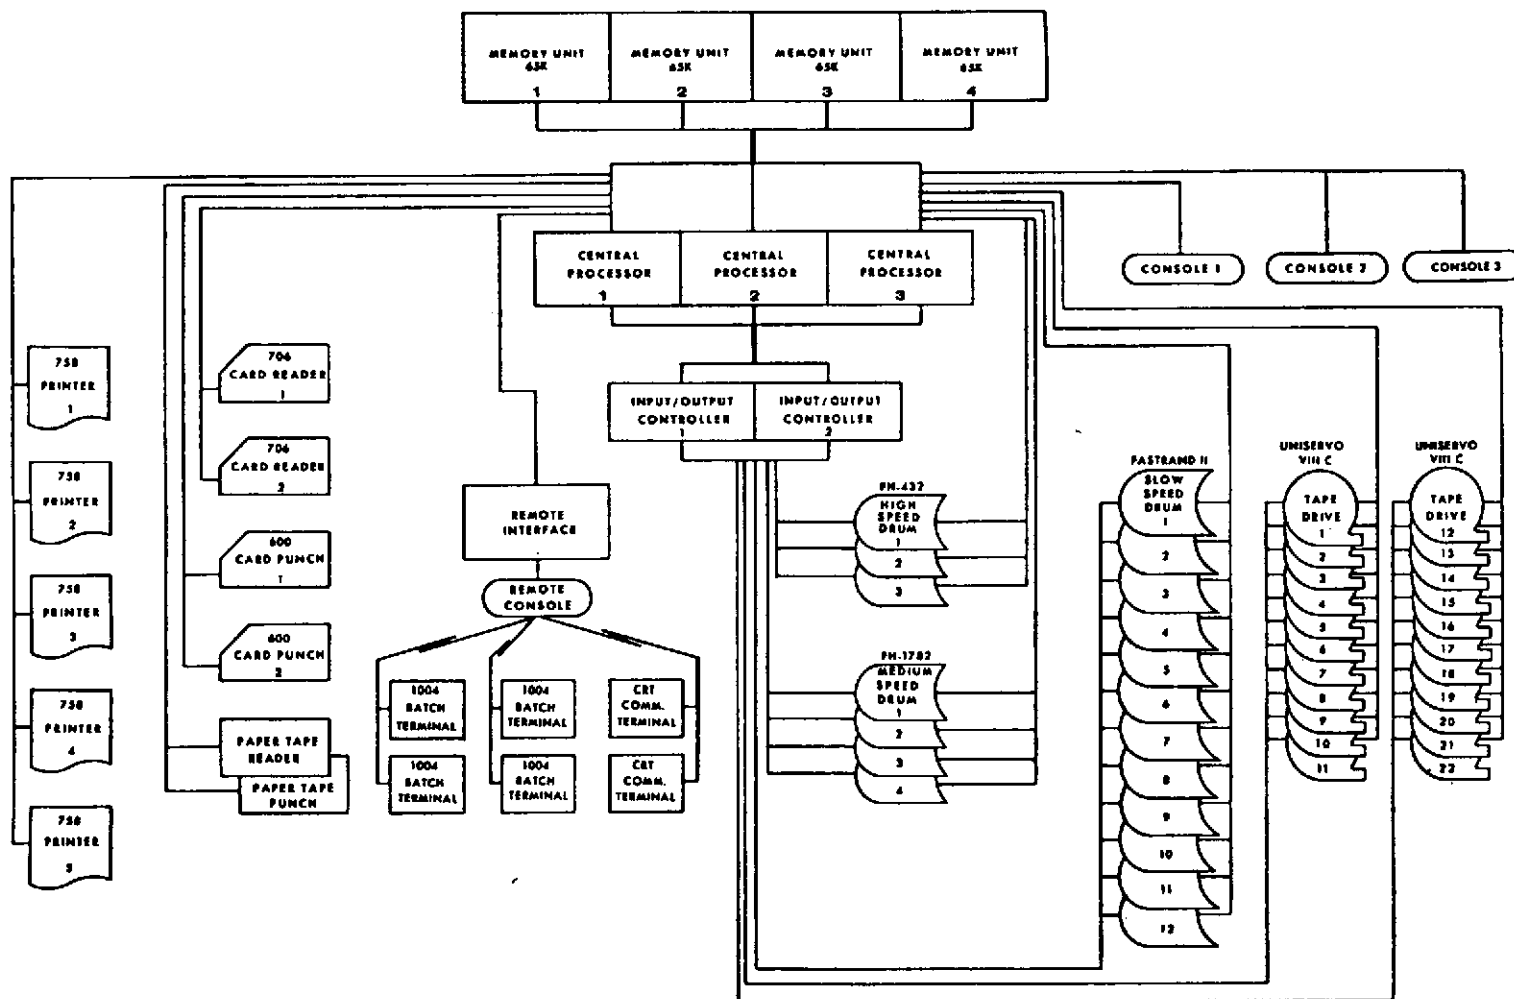 MEMORY UNIT
65K
1
MEMORY UNIT
65K
2
MEMORY UNIT
65K
3
MEMORY UNIT
65K
4
CENTRAL
PROCESSOR
1
CENTRAL
PROCESSOR
2
CENTRAL
PROCESSOR
3
CONSOLE 1
CONSOLE 2
CONSOLE 3
INPUT/OUTPUT
CONTROLLER
1
INPUT/OUTPUT
CONTROLLER
2
758
PRINTER
1
758
PRINTER
2
758
PRINTER
3
758
PRINTER
4
758
PRINTER
5
706
CARD READER
1
706
CARD READER
2
600
CARD PUNCH
1
600
CARD PUNCH
2
PAPER TAPE
READER
PAPER TAPE
PUNCH
REMOTE
INTERFACE
REMOTE
CONSOLE
1004
BATCH
TERMINAL
1004
BATCH
TERMINAL
CRT
COMM.
TERMINAL
1004
BATCH
TERMINAL
1004
BATCH
TERMINAL
CRT
COMM.
TERMINAL
FH-432
HIGH
SPEED
DRUM
1
2
3
FH-1782
MEDIUM
SPEED
DRUM
1
2
3
4
FASTRAND II
SLOW
SPEED
DRUM
1
2
3
4
5
6
7
8
9
10
11
12
UNISERVO
VIII C
TAPE
DRIVE
1
2
3
4
5
6
7
8
9
10
11
UNISERVO
VIII C
TAPE
DRIVE
12
13
14
15
16
17
18
19
20
21
22